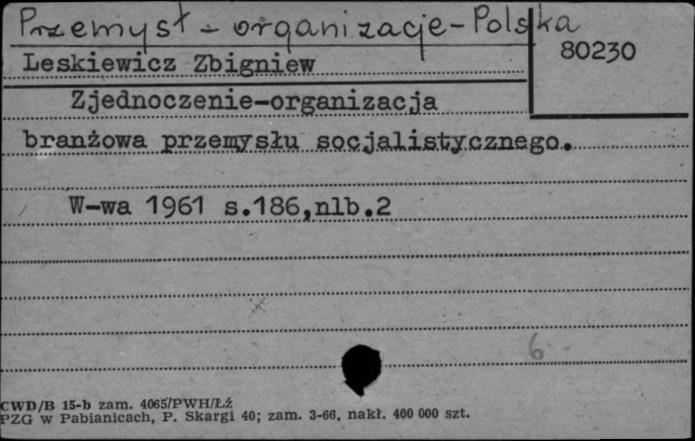 Przemysł - organizacje - Polska
80230
Leskiewicz Zbigniew
Zjednoczenie-organizacja
branżowa przemysłu socjalistycznego.
W-wa 1961 s.186,nlb.2
6
CWD/B 15-b zam. 4065/PWH/Łź
PZG w Pabianicach, P. Skargi 40; zam. 3-66, nakł. 400 000 szt.